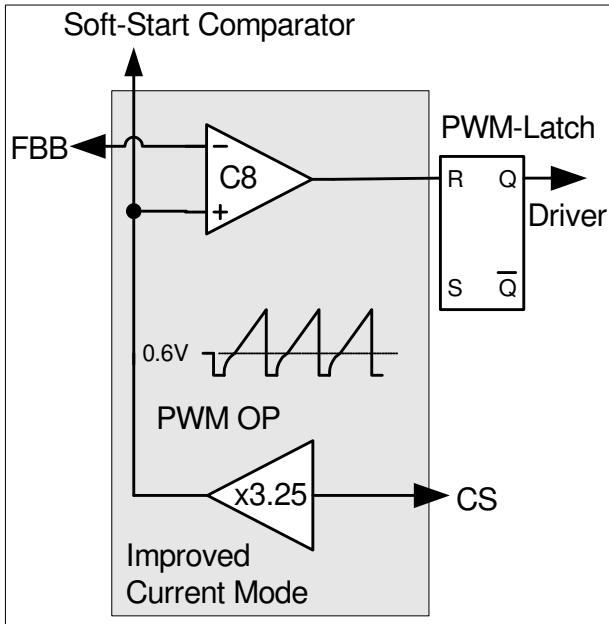 Soft-Start Comparator
FBB
−
C8
+
PWM-Latch
R Q
S Q̅
Driver
0.6V
PWM OP
x3.25
CS
Improved
Current Mode